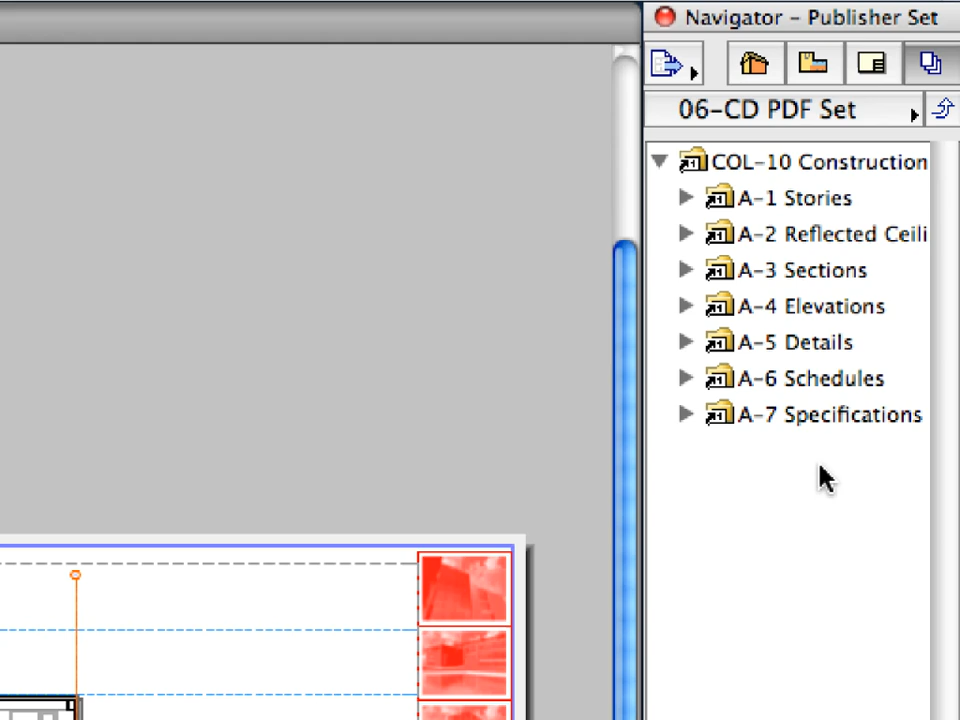 Navigator - Publisher Set
06-CD PDF Set
COL-10 Construction
A-1 Stories
A-2 Reflected Ceili
A-3 Sections
A-4 Elevations
A-5 Details
A-6 Schedules
A-7 Specifications